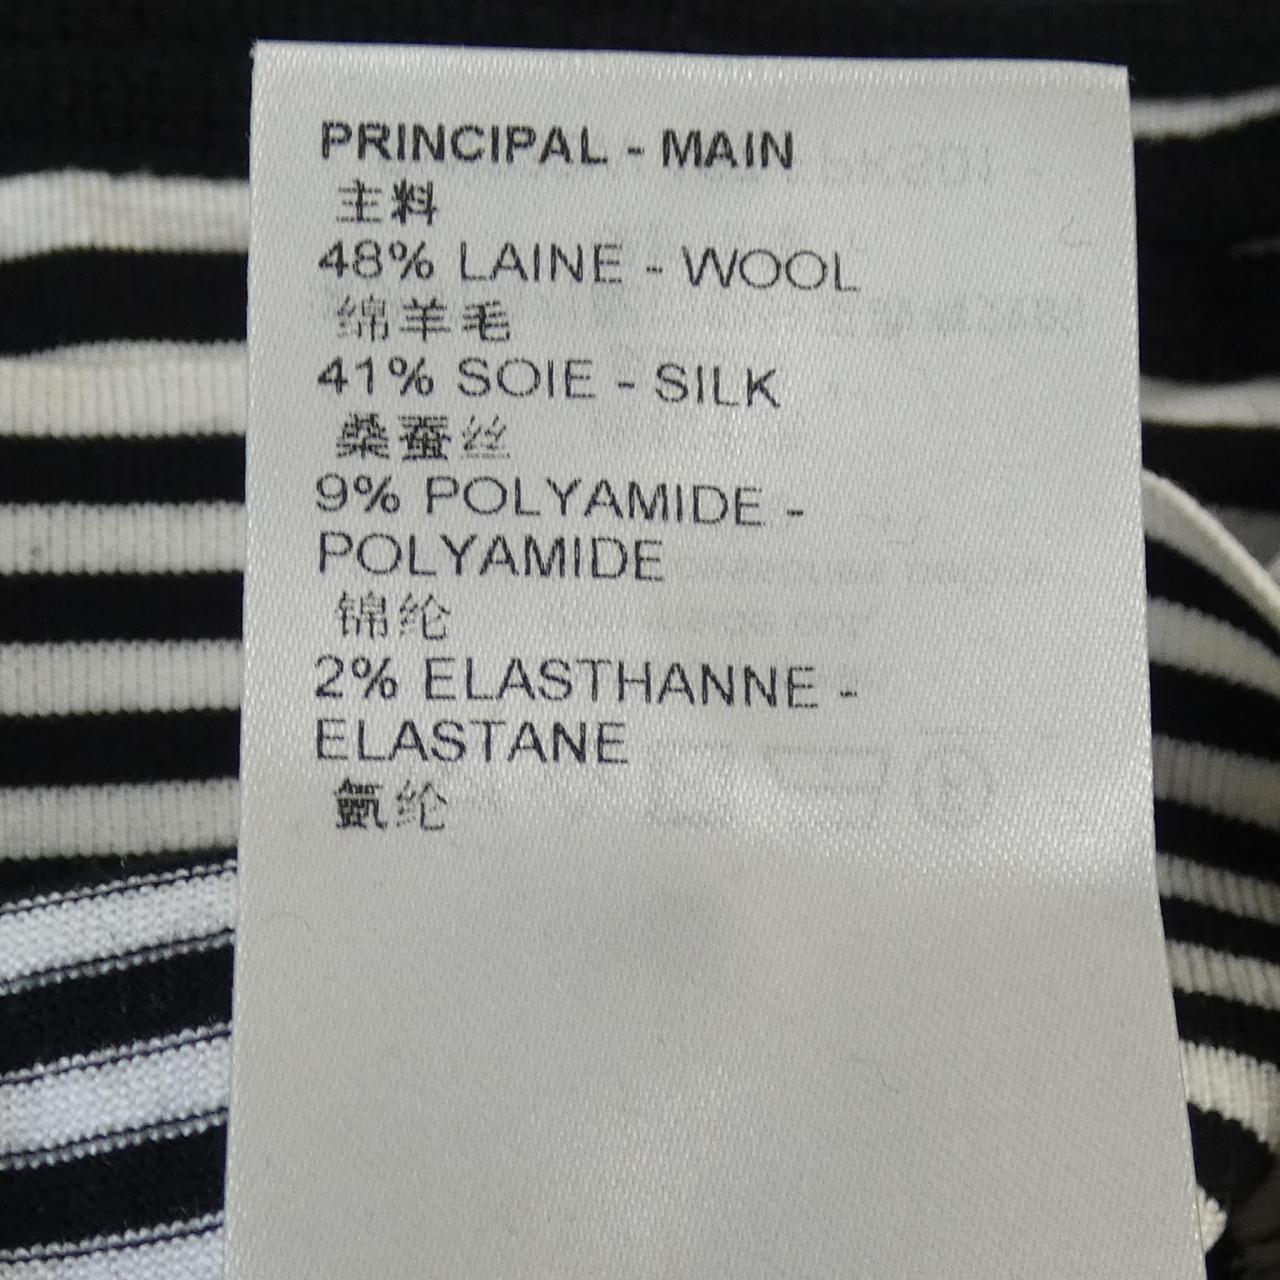 PRINCIPAL - MAIN
主料
48% LAINE - WOOL
绵羊毛
41% SOIE - SILK
桑蚕丝
9% POLYAMIDE -
POLYAMIDE
锦纶
2% ELASTHANNE -
ELASTANE
氨纶